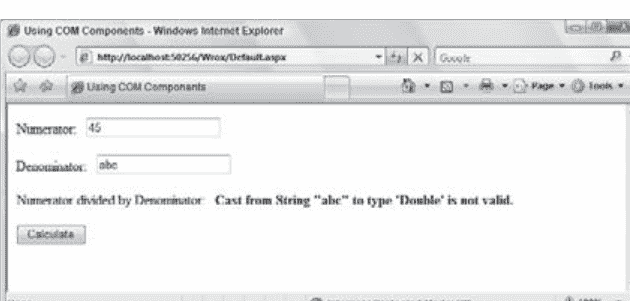 Using COM Components - Windows Internet Explorer
http://localhost:50256/Wrox/Default.aspx
Google
Using COM Components
Page
Tools
Numerator: 45
Denominator: abc
Numerator divided by Denominator: Cast from String "abc" to type 'Double' is not valid.
Calculate